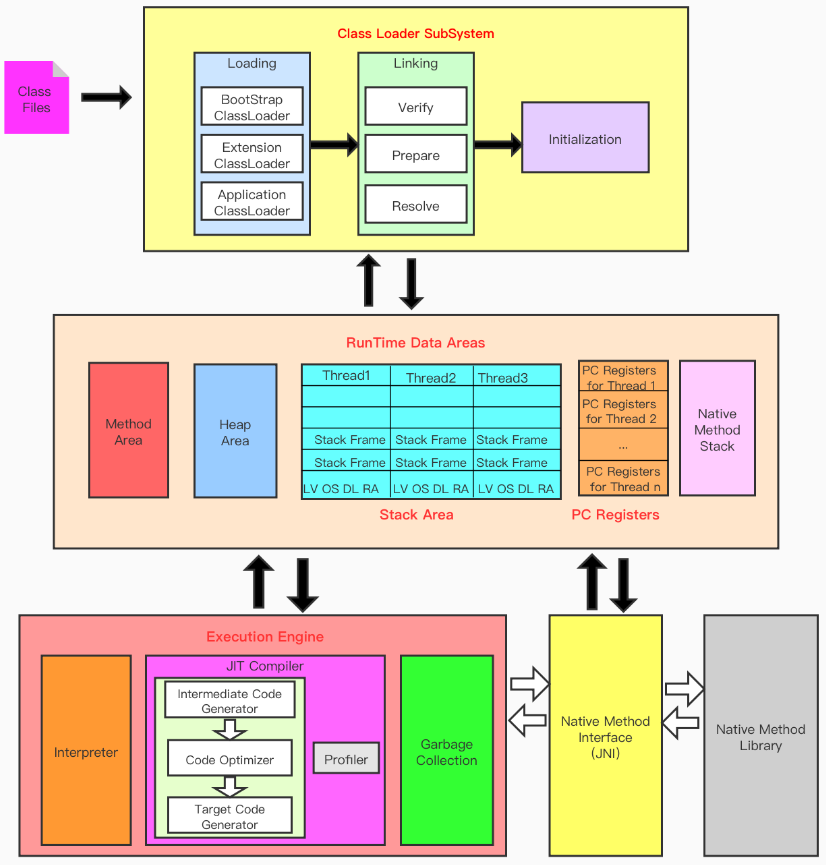 Class Loader SubSystem
Class
Files
Loading
BootStrap
ClassLoader
Extension
ClassLoader
Application
ClassLoader
Linking
Verify
Prepare
Resolve
Initialization
RunTime Data Areas
Method
Area
Heap
Area
Thread1
Thread2
Thread3
Stack Frame
Stack Frame
Stack Frame
Stack Frame
Stack Frame
Stack Frame
LV OS DL RA
LV OS DL RA
LV OS DL RA
Stack Area
PC Registers
for Thread 1
PC Registers
for Thread 2
...
PC Registers
for Thread n
PC Registers
Native
Method
Stack
Execution Engine
Interpreter
JIT Compiler
Intermediate Code
Generator
Code Optimizer
Target Code
Generator
Profiler
Garbage
Collection
Native Method
Interface
(JNI)
Native Method
Library